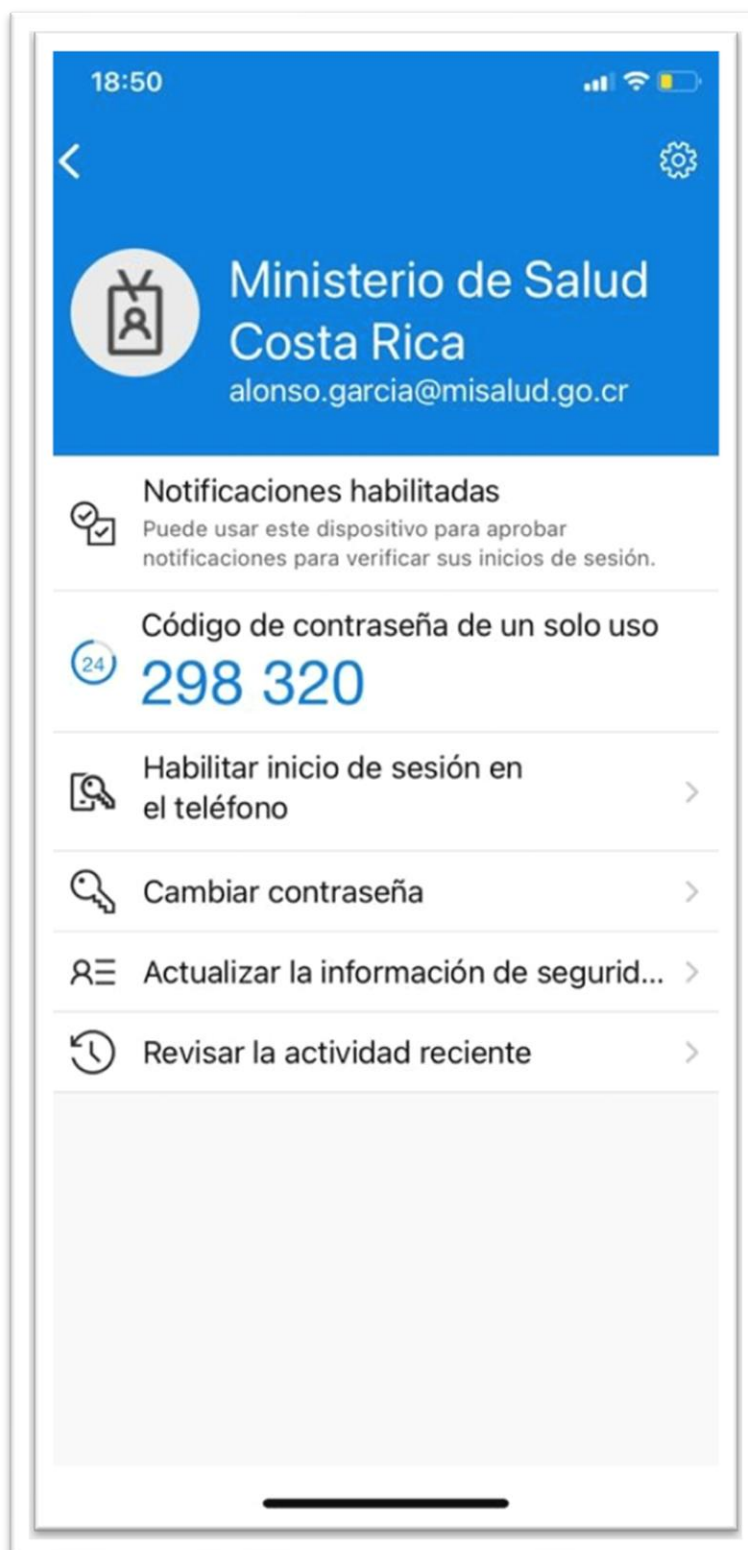 18:50
Ministerio de Salud
Costa Rica
alonso.garcia@misalud.go.cr
Notificaciones habilitadas
Puede usar este dispositivo para aprobar
notificaciones para verificar sus inicios de sesión.
Código de contraseña de un solo uso
24
298 320
Habilitar inicio de sesión en
el teléfono
Cambiar contraseña
Actualizar la información de segurid...
Revisar la actividad reciente